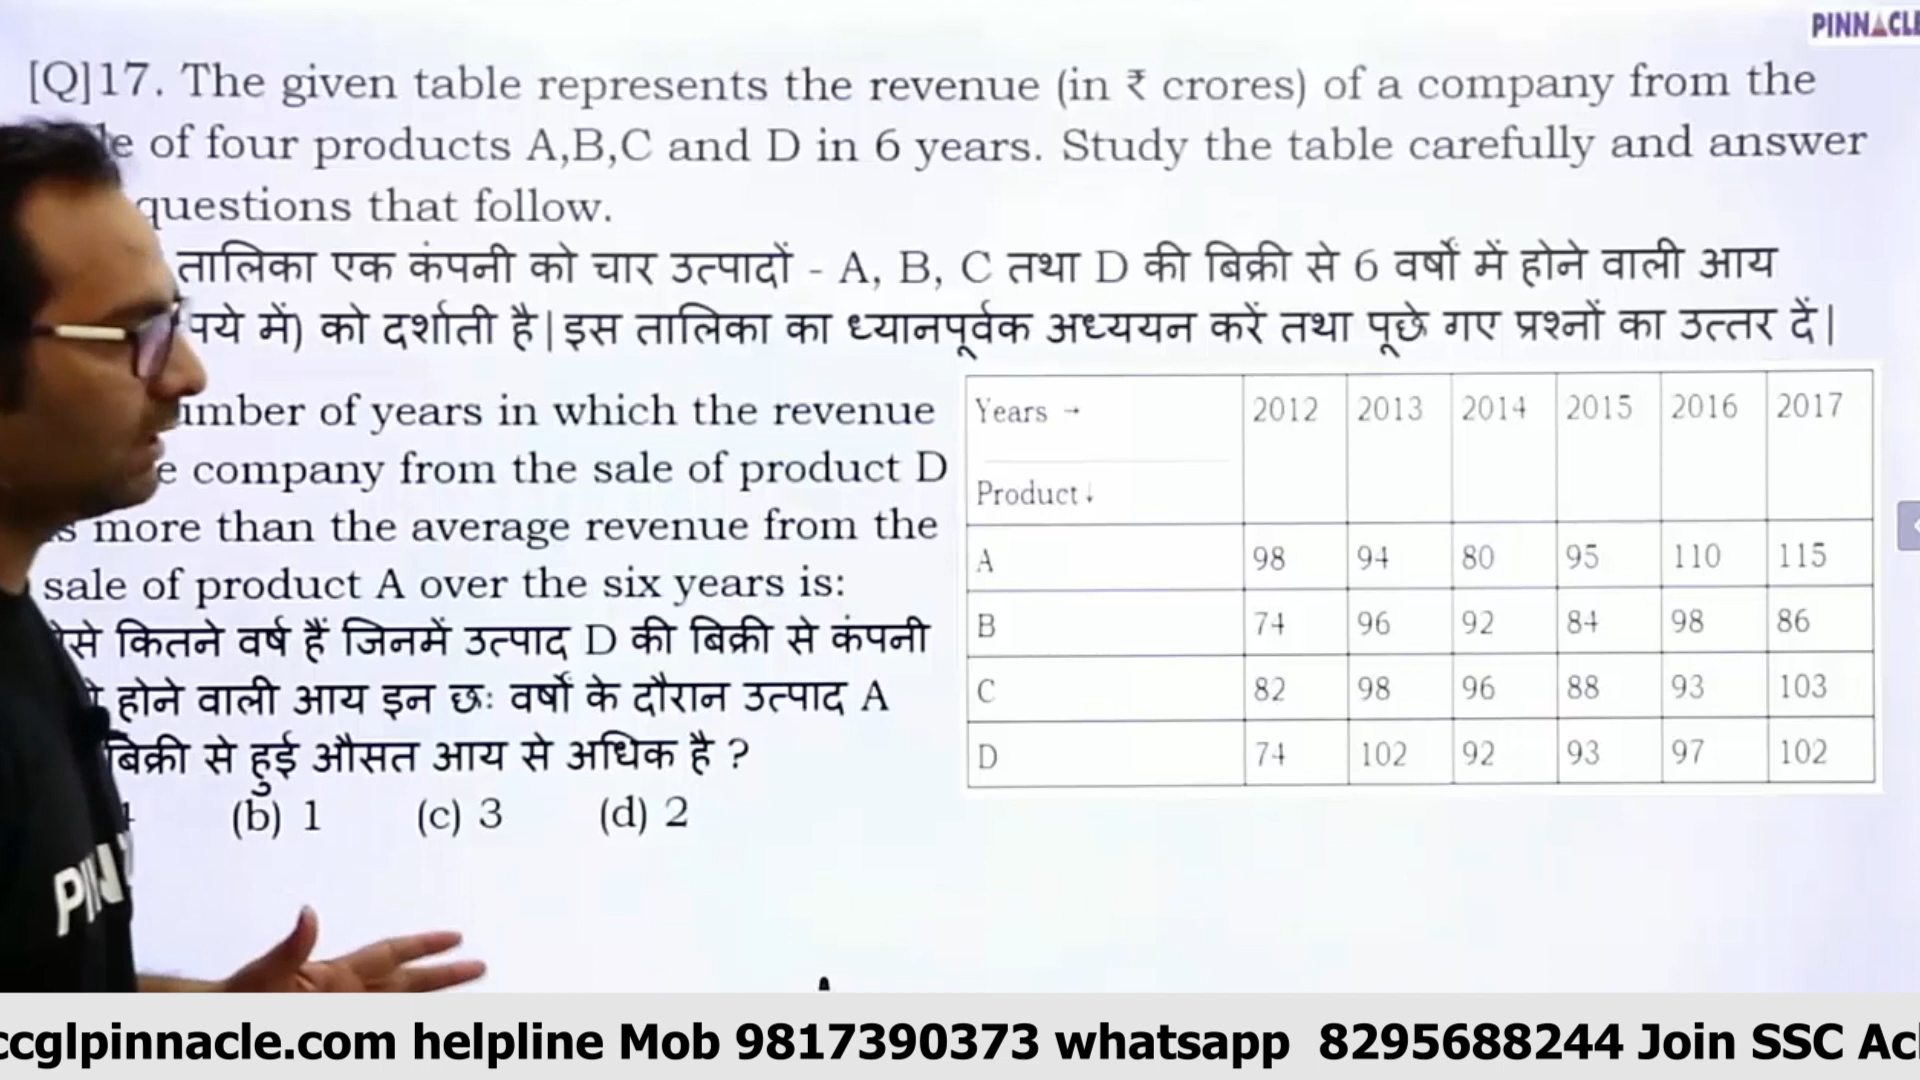 PINNACLE
[Q]17. The given table represents the revenue (in ₹ crores) of a company from the
of four products A,B,C and D in 6 years. Study the table carefully and answer
questions that follow.
तालिका एक कंपनी को चार उत्पादों - A, B, C तथा D की बिक्री से 6 वर्षों में होने वाली आय
में) को दर्शाती है|इस तालिका का ध्यानपूर्वक अध्ययन करें तथा पूछे गए प्रश्नों का उत्तर दें|
of years in which the revenue
company from the sale of product D
more than the average revenue from the
sale of product A over the six years is:
कितने वर्ष हैं जिनमें उत्पाद D की बिक्री से कंपनी
होने वाली आय इन छः वर्षों के दौरान उत्पाद A
बिक्री से हुई औसत आय से अधिक है ?
(b) 1 (c) 3 (d) 2
Years → 2012 2013 2014 2015 2016 2017
Product↓
A 98 94 80 95 110 115
B 74 96 92 84 98 86
C 82 98 96 88 93 103
D 74 102 92 93 97 102
ccglpinnacle.com helpline Mob 9817390373 whatsapp 8295688244 Join SSC